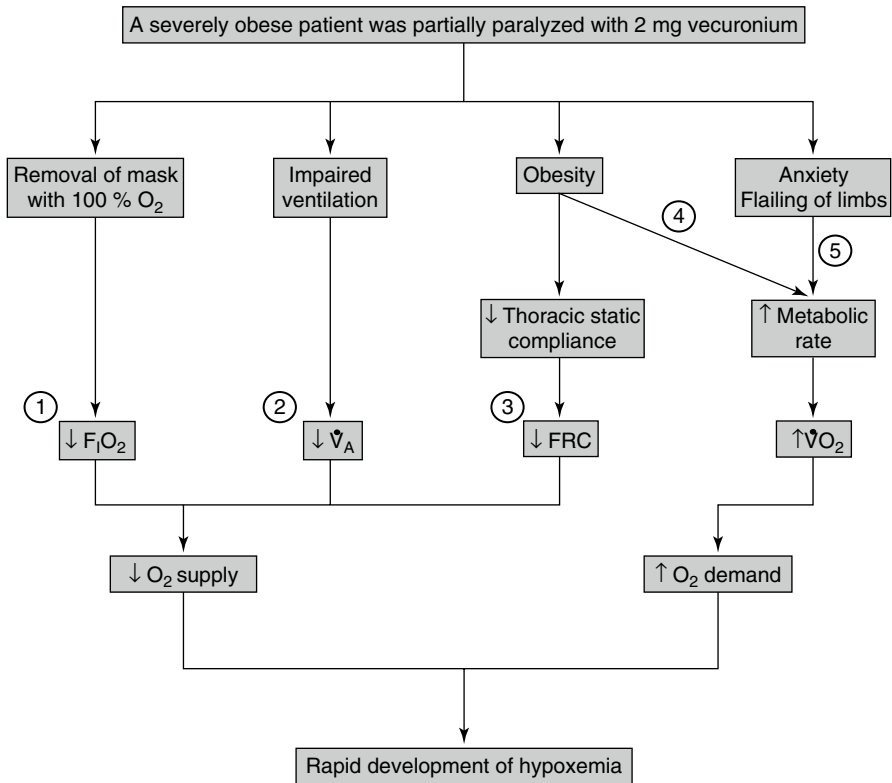 A severely obese patient was partially paralyzed with 2 mg vecuronium
Removal of mask
with 100 % O₂
Impaired
ventilation
Obesity
Anxiety
Flailing of limbs
④
⑤
↓ Thoracic static
compliance
↑ Metabolic
rate
①
↓ FIO₂
②
↓ V̇A
③
↓ FRC
↑V̇O₂
↓ O₂ supply
↑ O₂ demand
Rapid development of hypoxemia